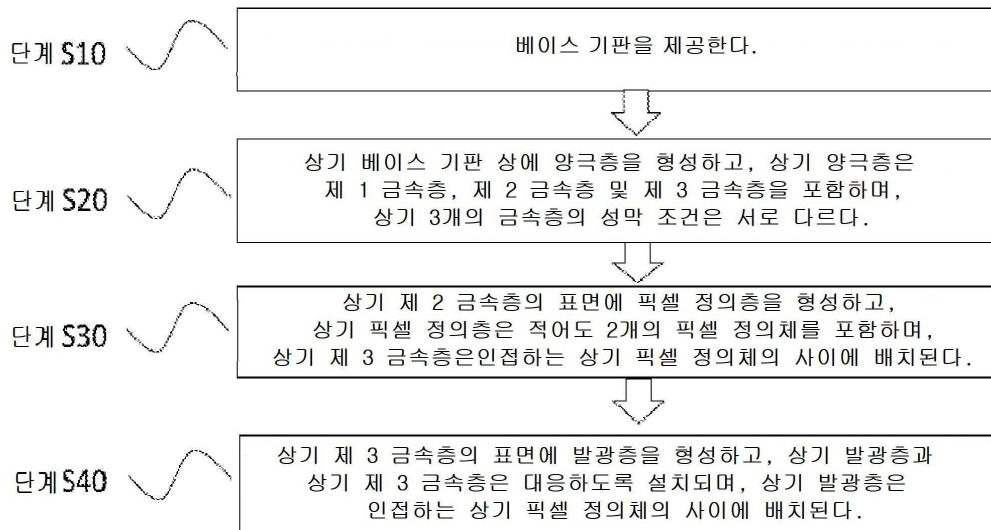 단계 S10
베이스 기판을 제공한다.
단계 S20
상기 베이스 기판 상에 양극층을 형성하고, 상기 양극층은
제 1 금속층, 제 2 금속층 및 제 3 금속층을 포함하며,
상기 3개의 금속층의 성막 조건은 서로 다르다.
단계 S30
상기 제 2 금속층의 표면에 픽셀 정의층을 형성하고,
상기 픽셀 정의층은 적어도 2개의 픽셀 정의체를 포함하며,
상기 제 3 금속층은인접하는 상기 픽셀 정의체의 사이에 배치된다.
단계 S40
상기 제 3 금속층의 표면에 발광층을 형성하고, 상기 발광층과
상기 제 3 금속층은 대응하도록 설치되며, 상기 발광층은
인접하는 상기 픽셀 정의체의 사이에 배치된다.